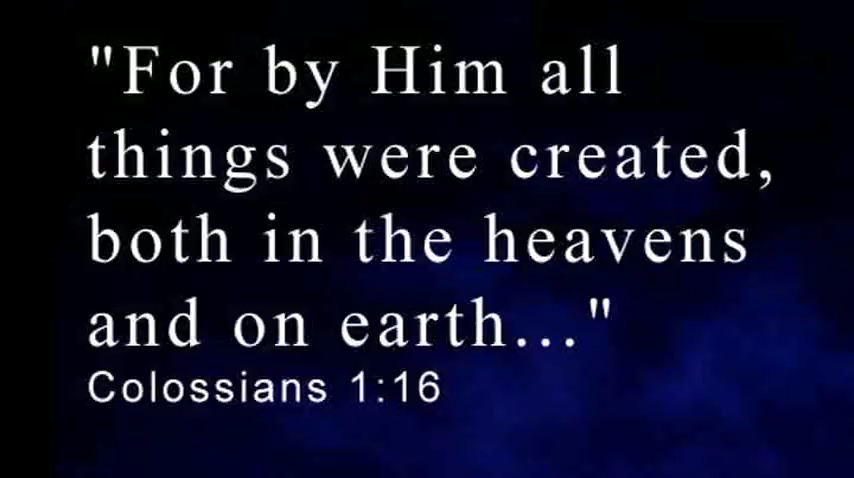 "For by Him all
things were created,
both in the heavens
and on earth..."
Colossians 1:16